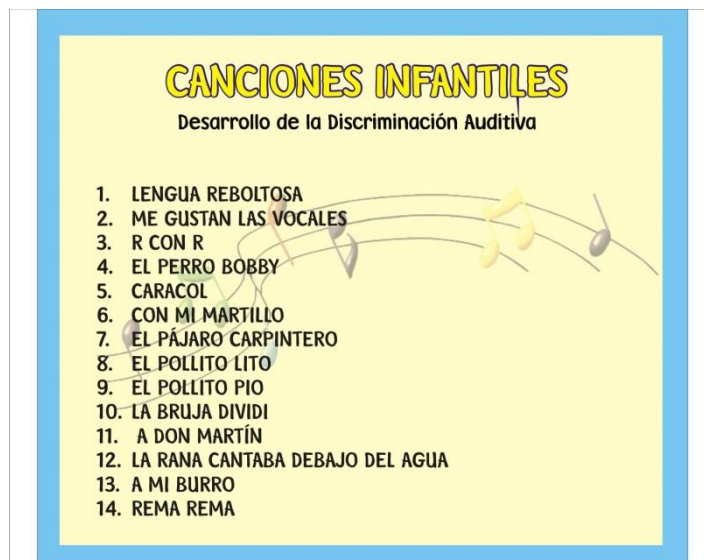 CANCIONES INFANTILES
Desarrollo de la Discriminación Auditiva
1. LENGUA REBOLTOSA
2. ME GUSTAN LAS VOCALES
3. R CON R
4. EL PERRO BOBBY
5. CARACOL
6. CON MI MARTILLO
7. EL PÁJARO CARPINTERO
8. EL POLLITO LITO
9. EL POLLITO PIO
10. LA BRUJA DIVIDI
11. A DON MARTÍN
12. LA RANA CANTABA DEBAJO DEL AGUA
13. A MI BURRO
14. REMA REMA